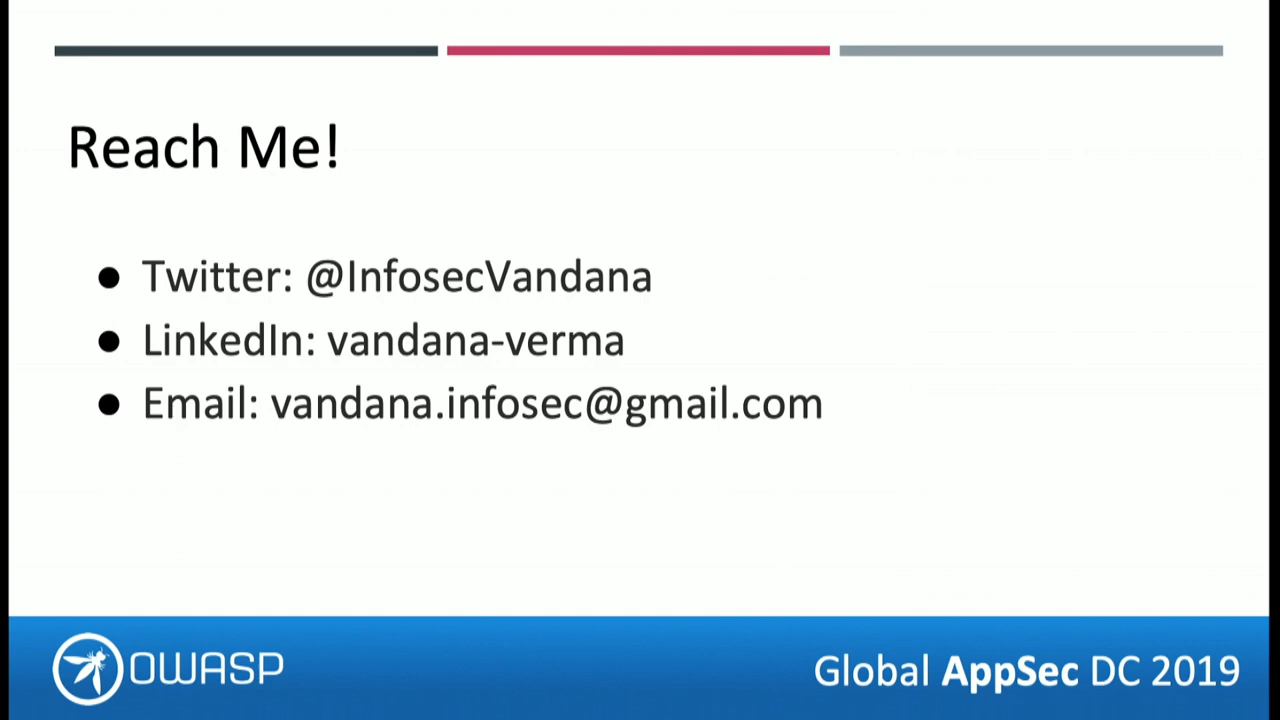 Reach Me!
● Twitter: @InfosecVandana
● LinkedIn: vandana-verma
● Email: vandana.infosec@gmail.com
OWASP
Global AppSec DC 2019